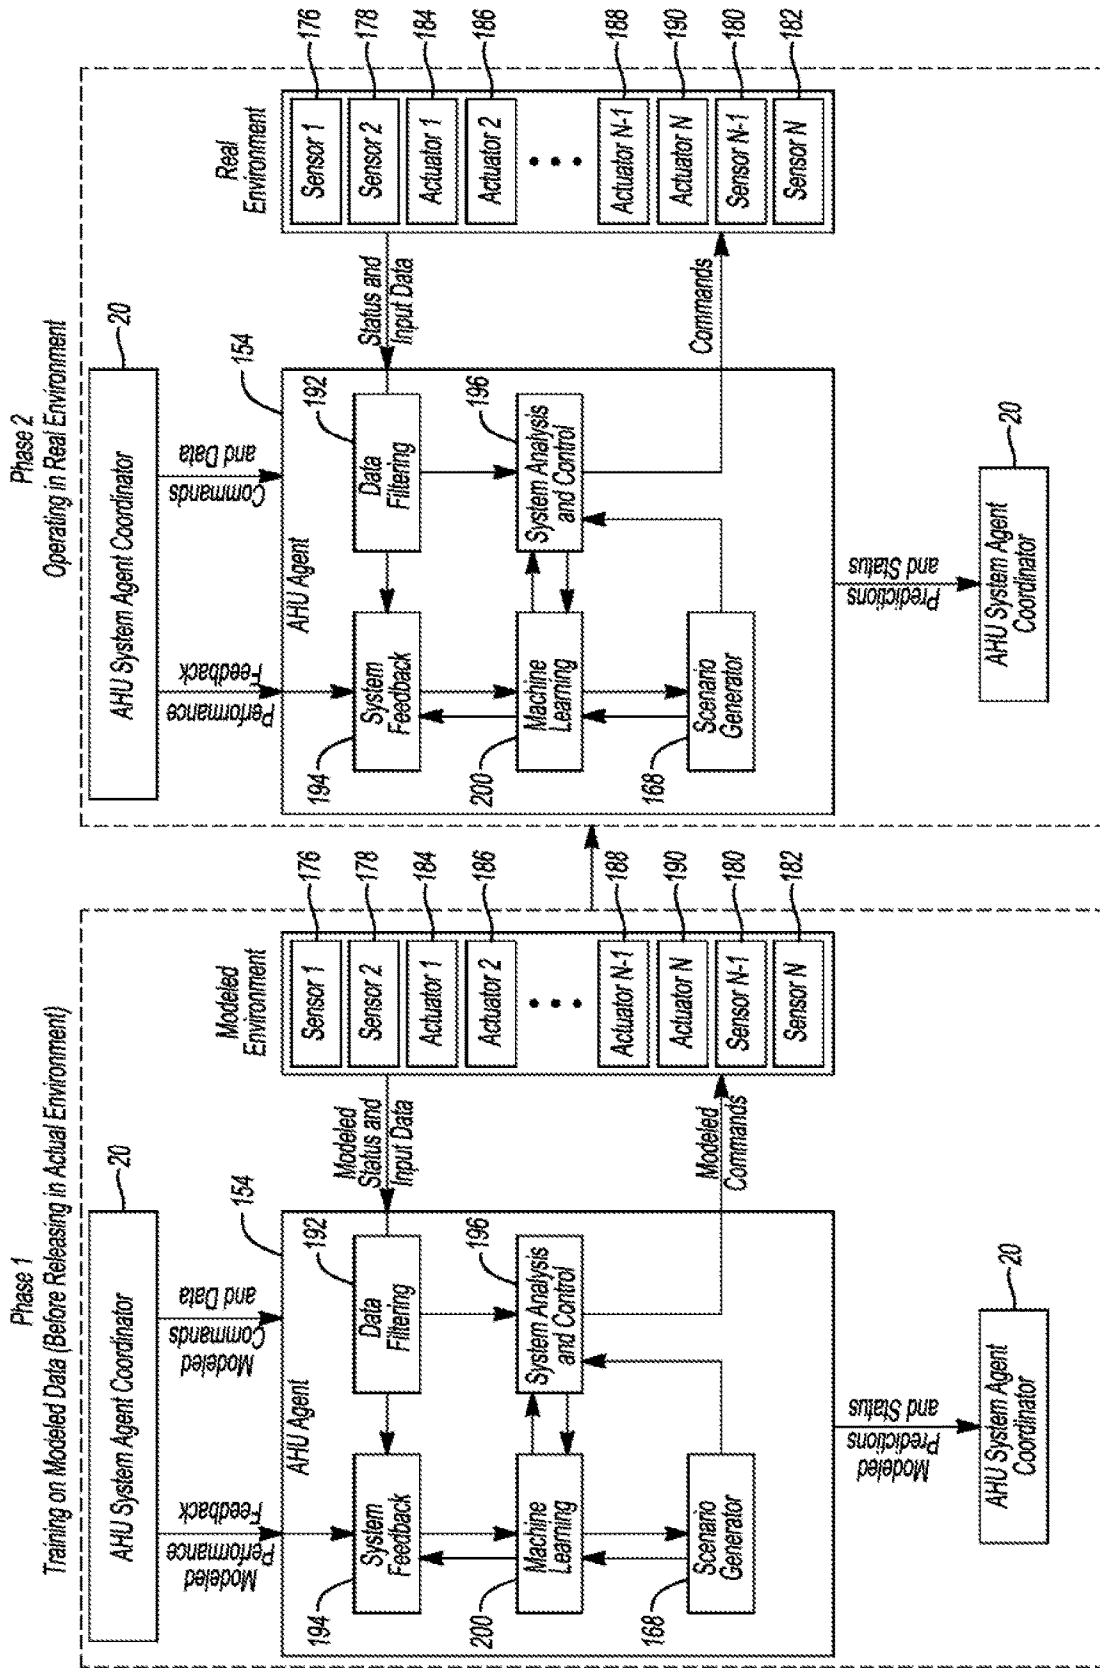 Phase 1
Training on Modeled Data (Before Releasing in Actual Environment)
AHU System Agent Coordinator
20
Modeled
Performance
Feedback
Modeled
Commands
and Data
154
AHU Agent
194
System
Feedback
192
Data
Filtering
200
Machine
Learning
196
System Analysis
and Control
168
Scenario
Generator
Modeled
Status and
Input Data
Modeled
Commands
Modeled
Environment
Sensor 1
176
Sensor 2
178
Actuator 1
184
Actuator 2
186
Actuator N-1
188
Actuator N
190
Sensor N-1
180
Sensor N
182
Modeled
Predictions
and Status
AHU System Agent
Coordinator
20
Phase 2
Operating in Real Environment
AHU System Agent Coordinator
20
Performance
Feedback
Commands
and Data
154
AHU Agent
194
System
Feedback
192
Data
Filtering
200
Machine
Learning
196
System Analysis
and Control
168
Scenario
Generator
Status and
Input Data
Commands
Real
Environment
Sensor 1
176
Sensor 2
178
Actuator 1
184
Actuator 2
186
Actuator N-1
188
Actuator N
190
Sensor N-1
180
Sensor N
182
Predictions
and Status
AHU System Agent
Coordinator
20